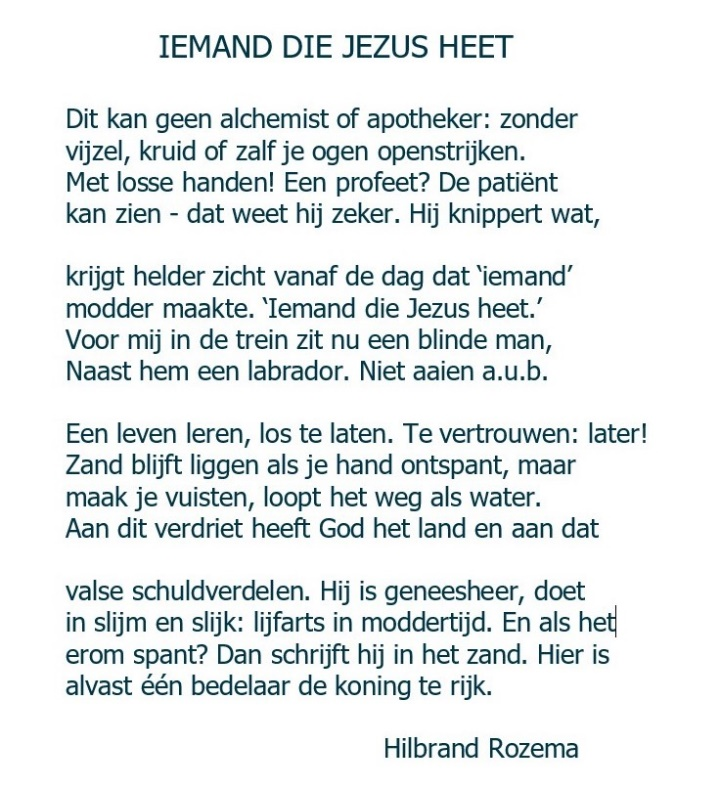 IEMAND DIE JEZUS HEET
Dit kan geen alchemist of apotheker: zonder
vijzel, kruid of zalf je ogen openstrijken.
Met losse handen! Een profeet? De patiënt
kan zien - dat weet hij zeker. Hij knippert wat,
krijgt helder zicht vanaf de dag dat ‘iemand’
modder maakte. ‘Iemand die Jezus heet.’
Voor mij in de trein zit nu een blinde man,
Naast hem een labrador. Niet aaien a.u.b.
Een leven leren, los te laten. Te vertrouwen: later!
Zand blijft liggen als je hand ontspant, maar
maak je vuisten, loopt het weg als water.
Aan dit verdriet heeft God het land en aan dat
valse schuldverdelen. Hij is geneesheer, doet
in slijm en slijk: lijfarts in moddertijd. En als het
erom spant? Dan schrijft hij in het zand. Hier is
alvast één bedelaar de koning te rijk.
Hilbrand Rozema